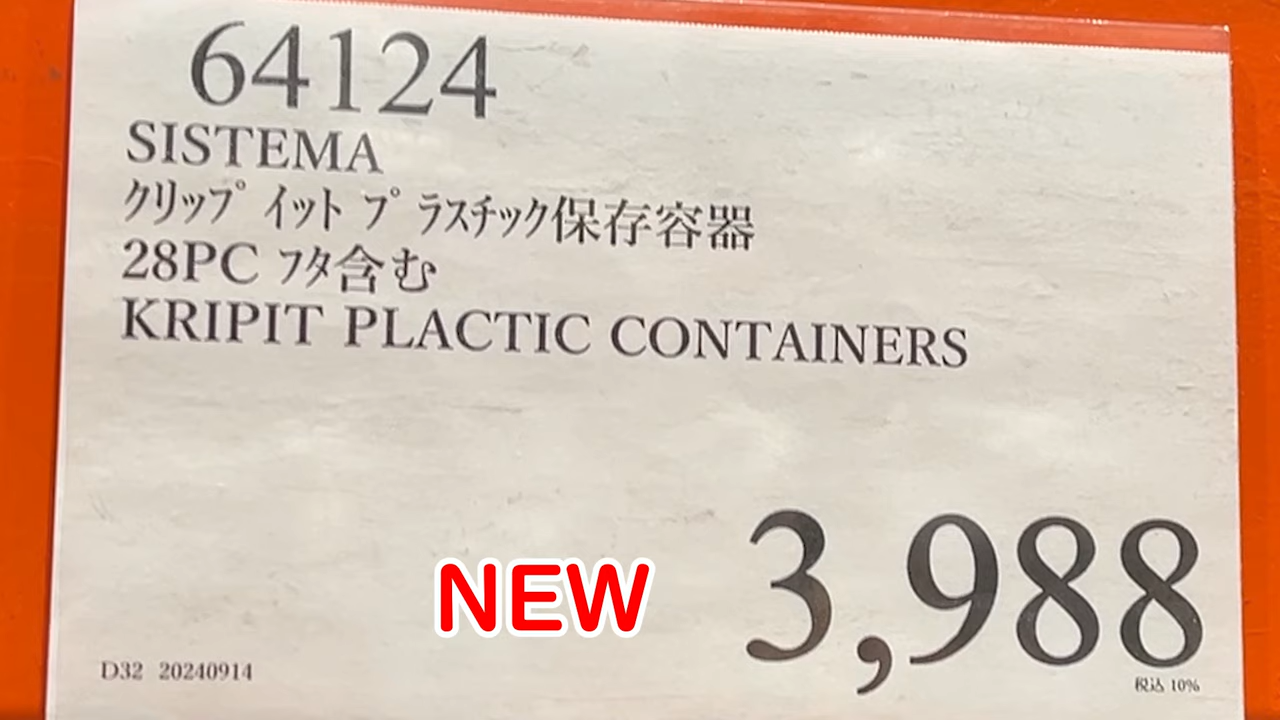 64124
SISTEMA
ｸﾘｯﾌﾟ ｲｯﾄ ﾌﾟﾗｽﾁｯｸ保存容器
28PC ﾌﾀ含む
KRIPIT PLACTIC CONTAINERS
NEW
3,988
税込 10%
D32 20240914